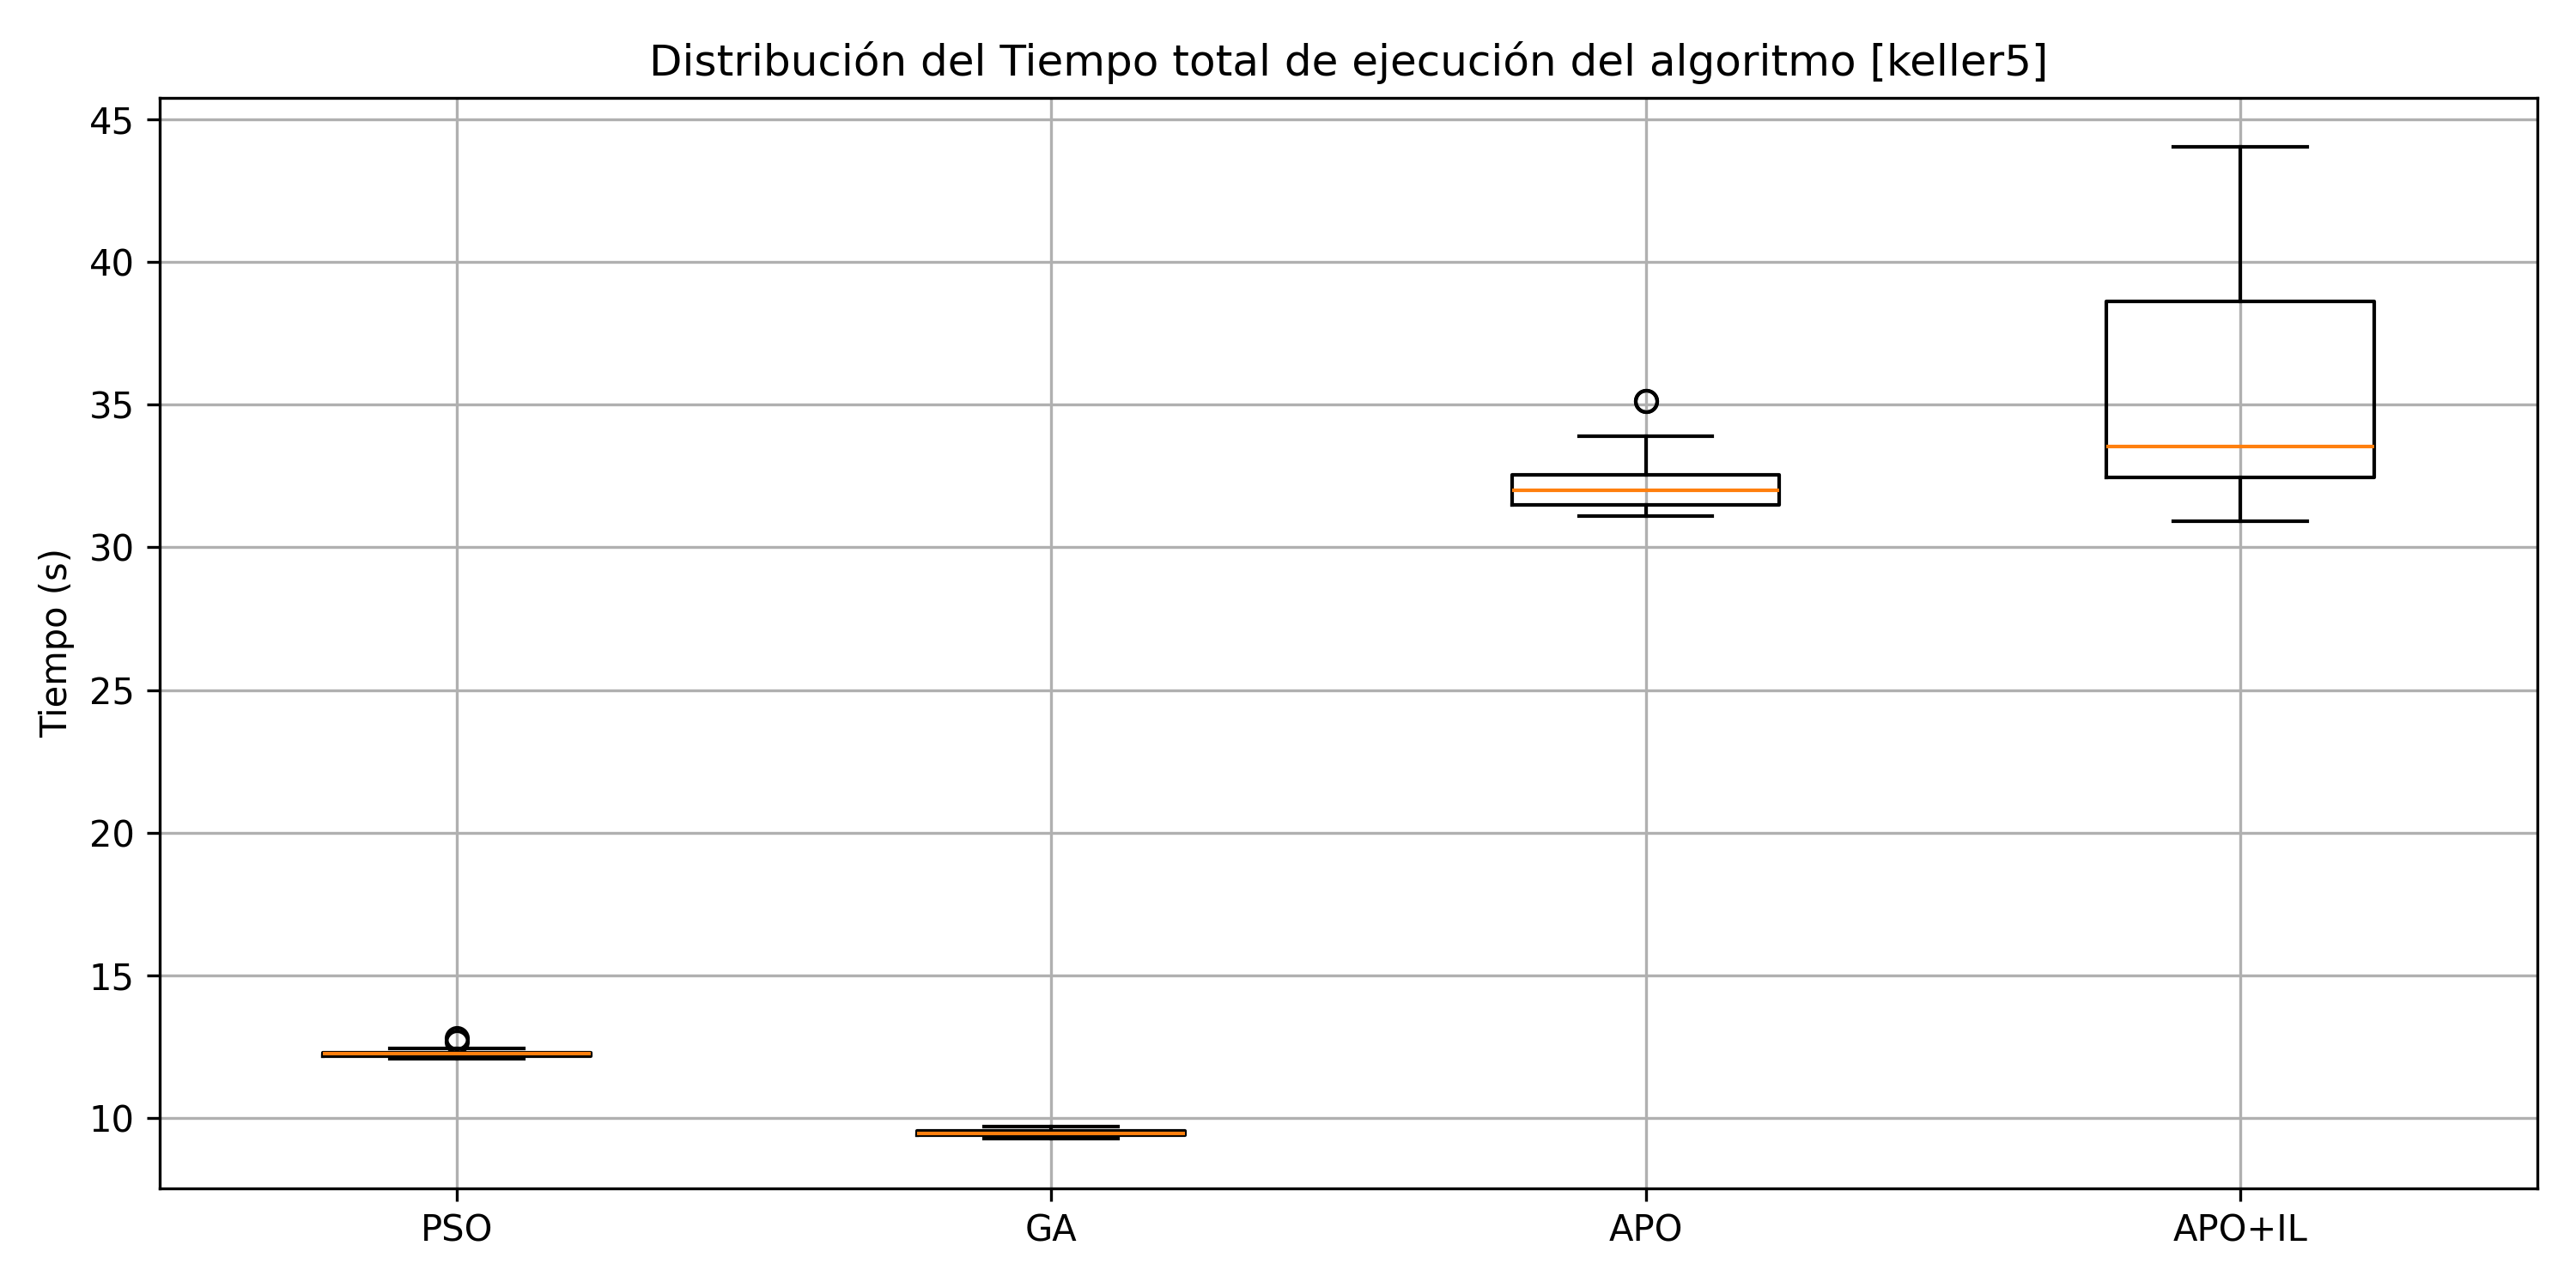 Distribución del Tiempo total de ejecución del algoritmo [keller5]
45
40
35
30
25
20
15
10
Tiempo (s)
PSO GA APO APO+IL